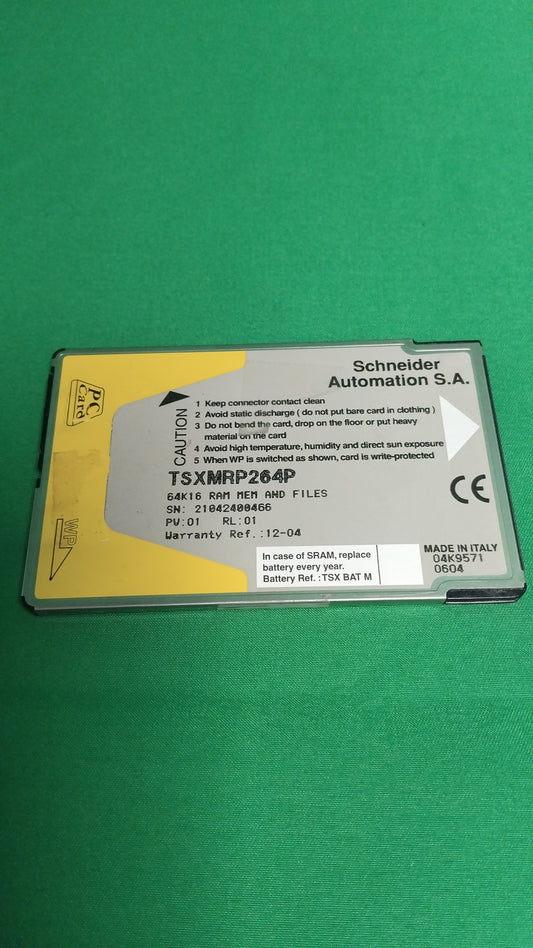 PC
Card
WP
Schneider
Automation S.A.
CAUTION
1 Keep connector contact clean
2 Avoid static discharge ( do not put bare card in clothing )
3 Do not bend the card, drop on the floor or put heavy
material on the card
4 Avoid high temperature, humidity and direct sun exposure
5 When WP is switched as shown, card is write-protected
TSXMRP264P
64K16 RAM MEM AND FILES
SN: 21042400466
PV:01 RL:01
Warranty Ref.:12-04
CE
In case of SRAM, replace
battery every year.
Battery Ref. :TSX BAT M
MADE IN ITALY
04K9571
0604